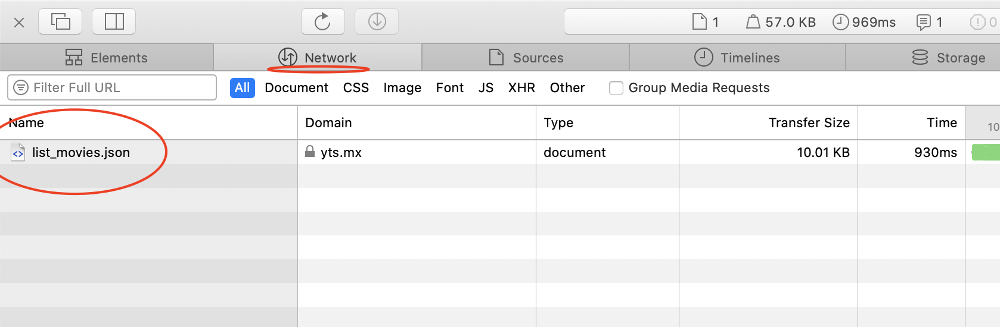 1 57.0 KB 969ms 1 0
Elements Network Sources Timelines Storage
Filter Full URL All Document CSS Image Font JS XHR Other Group Media Requests
Name Domain Type Transfer Size Time 10
list_movies.json yts.mx document 10.01 KB 930ms